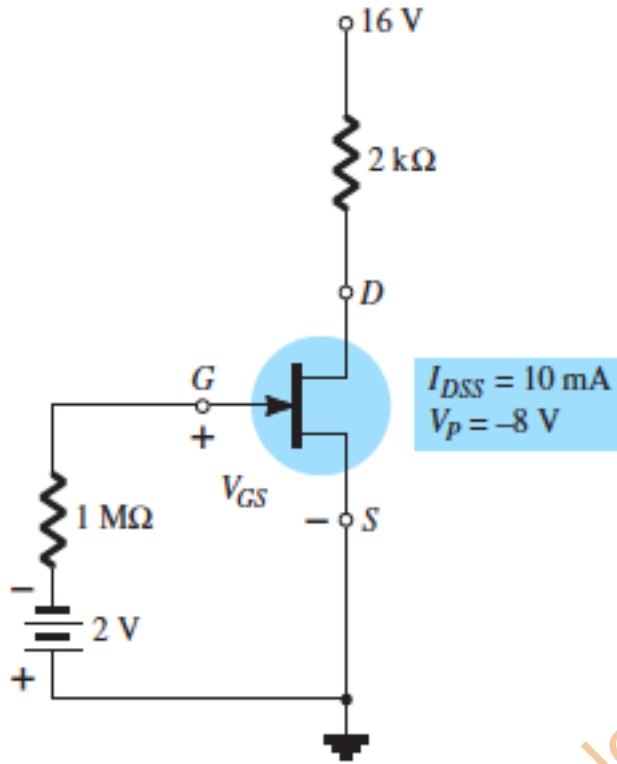 16 V
2 kΩ
D
G
+
I_DSS = 10 mA
V_P = –8 V
V_GS
– S
1 MΩ
–
2 V
+